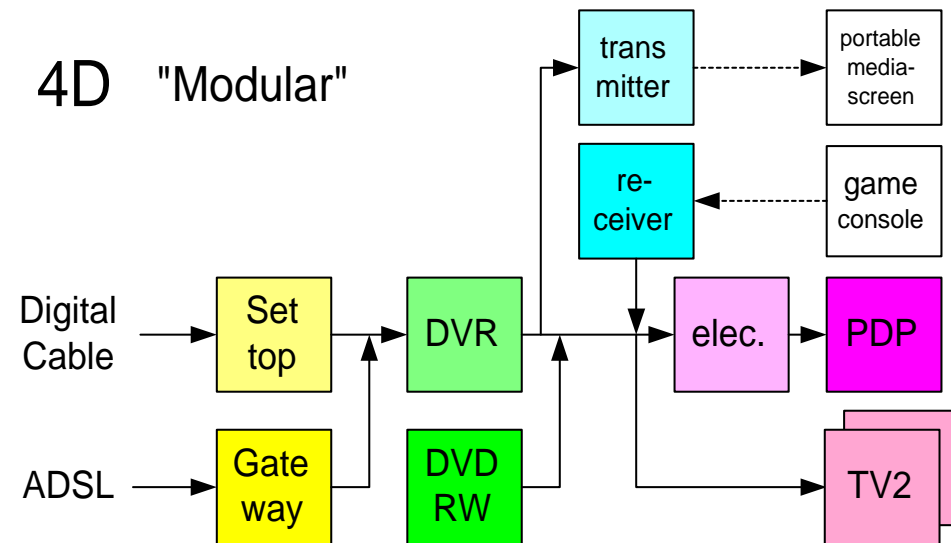 4D "Modular"
trans
mitter
portable
media-
screen
re-
ceiver
game
console
Digital
Cable
Set
top
DVR
elec.
PDP
ADSL
Gate
way
DVD
RW
TV2